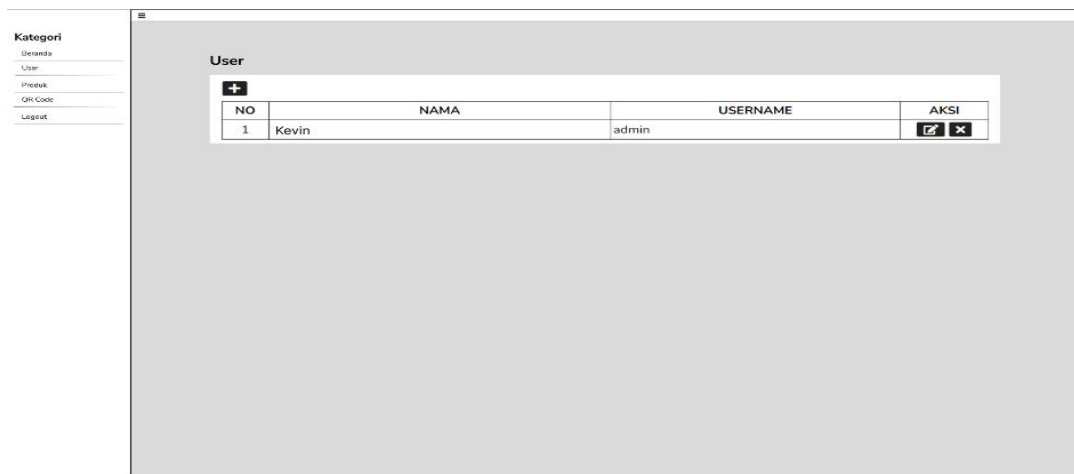 Kategori
Beranda
User
Produk
QR Code
Logout
User
NO NAMA USERNAME AKSI
1 Kevin admin